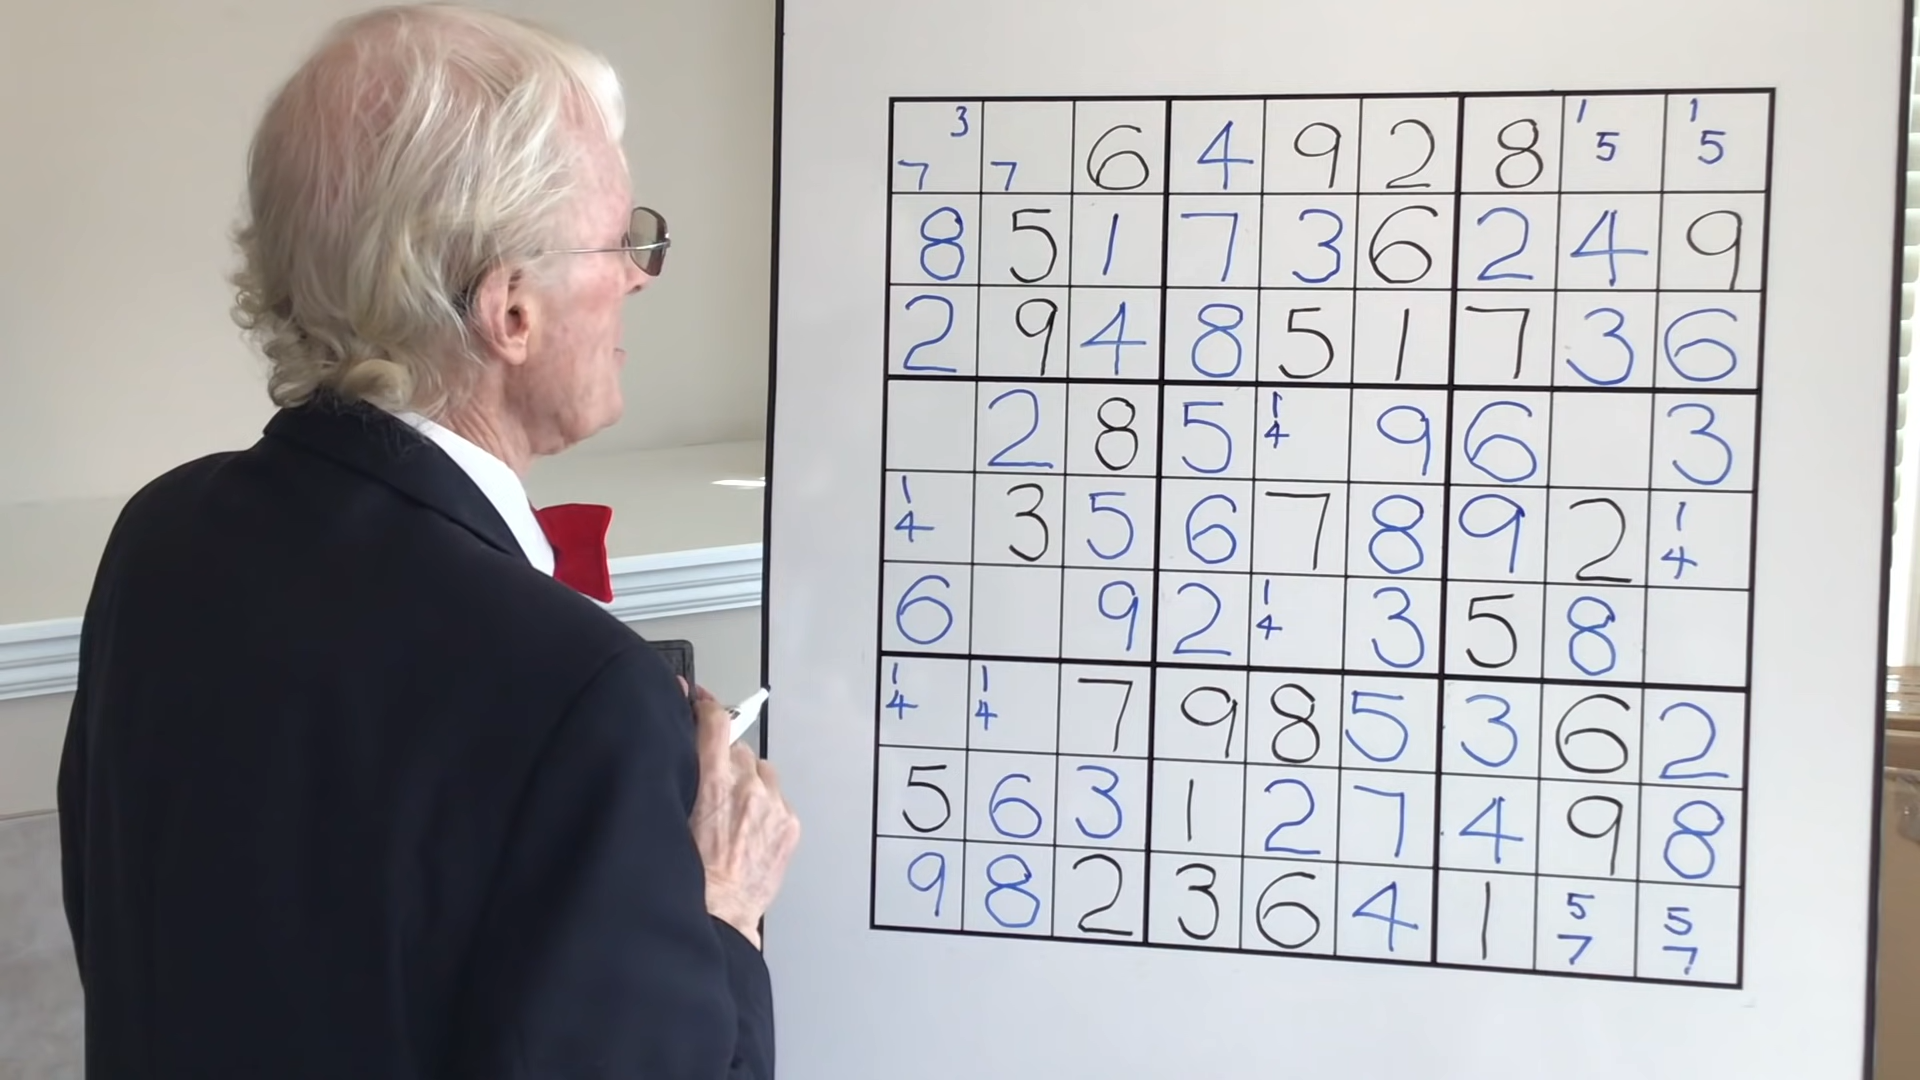 3 7 7 6 4 9 2 8 1 5 1 5
8 5 1 7 3 6 2 4 9
2 9 4 8 5 1 7 3 6
2 8 5 1 4 9 6 3
1 4 3 5 6 7 8 9 2 1 4
6 9 2 1 4 3 5 8
1 4 1 4 7 9 8 5 3 6 2
5 6 3 1 2 7 4 9 8
9 8 2 3 6 4 1 5 7 5 7